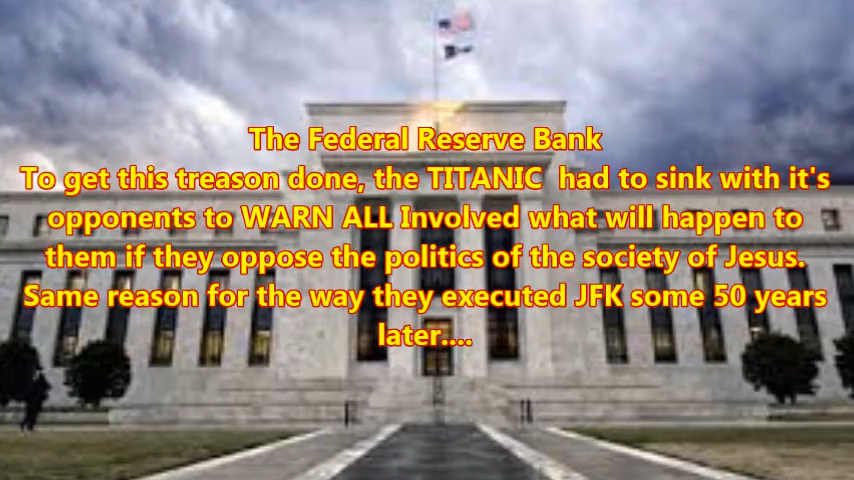 The Federal Reserve Bank
To get this treason done, the TITANIC  had to sink with it's
opponents to WARN ALL Involved what will happen to
them if they oppose the politics of the society of Jesus.
Same reason for the way they executed JFK some 50 years
later....